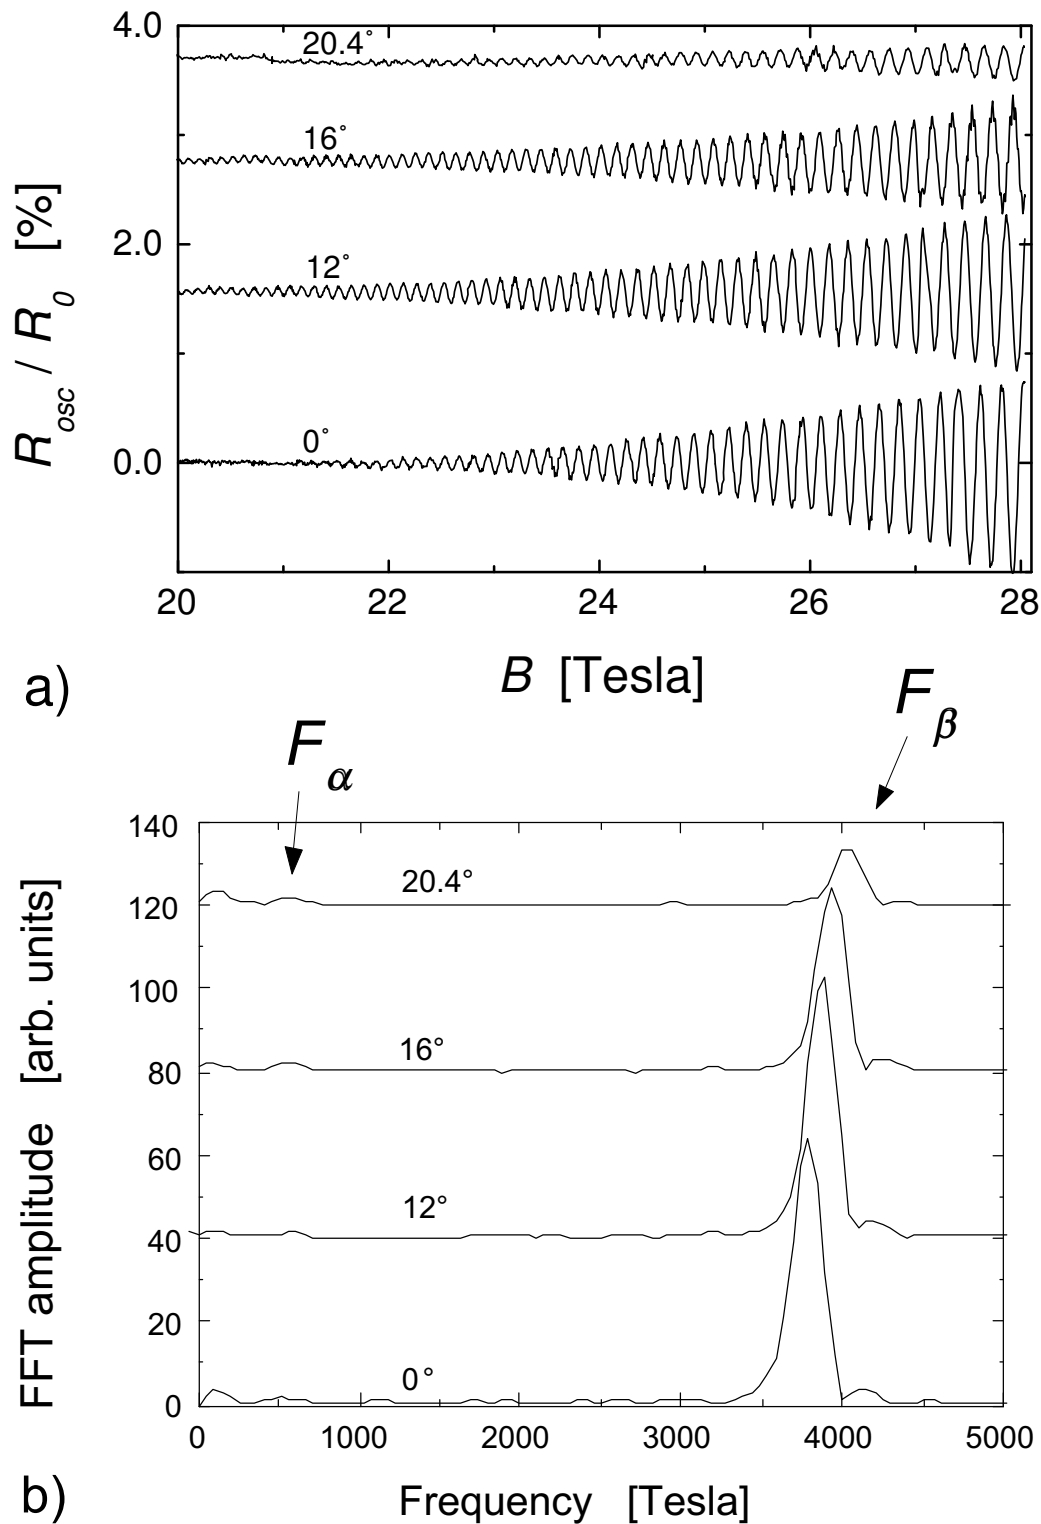 4.0
20.4°
16°
2.0
12°
0°
0.0
R_osc / R_0 [%]
20 22 24 26 28
B [Tesla]
a)
F_β
F_α
140
20.4°
120
100
16°
80
60
12°
40
20
0°
0
FFT amplitude [arb. units]
0 1000 2000 3000 4000 5000
b)
Frequency [Tesla]